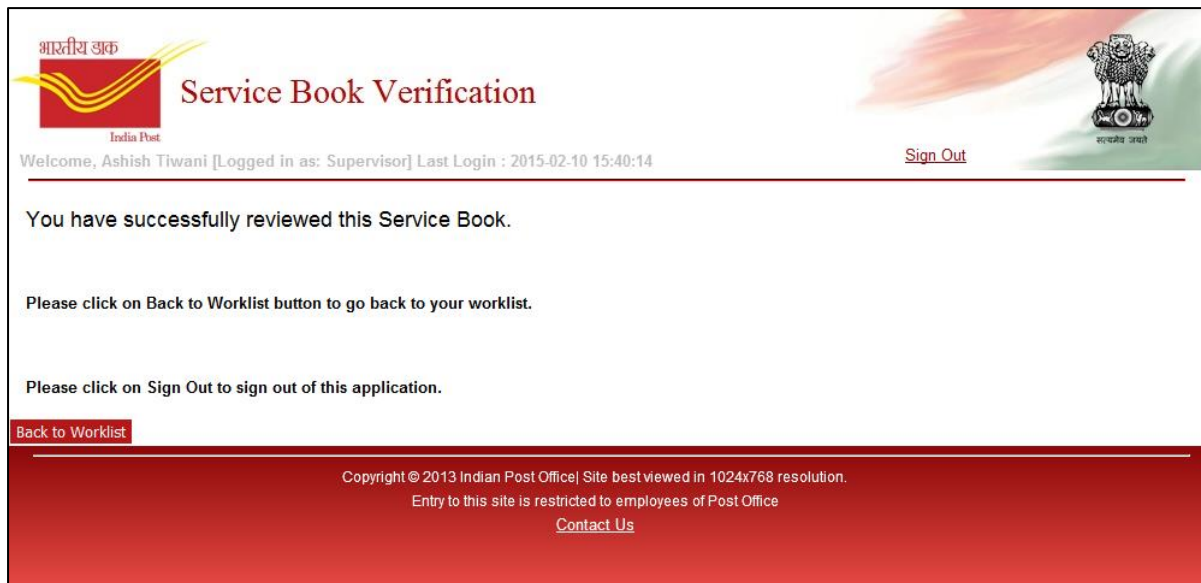 भारतीय डाक
India Post
Service Book Verification
सत्यमेव जयते
Welcome, Ashish Tiwani [Logged in as: Supervisor] Last Login : 2015-02-10 15:40:14
Sign Out
You have successfully reviewed this Service Book.
Please click on Back to Worklist button to go back to your worklist.
Please click on Sign Out to sign out of this application.
Back to Worklist
Copyright © 2013 Indian Post Office| Site best viewed in 1024x768 resolution.
Entry to this site is restricted to employees of Post Office
Contact Us